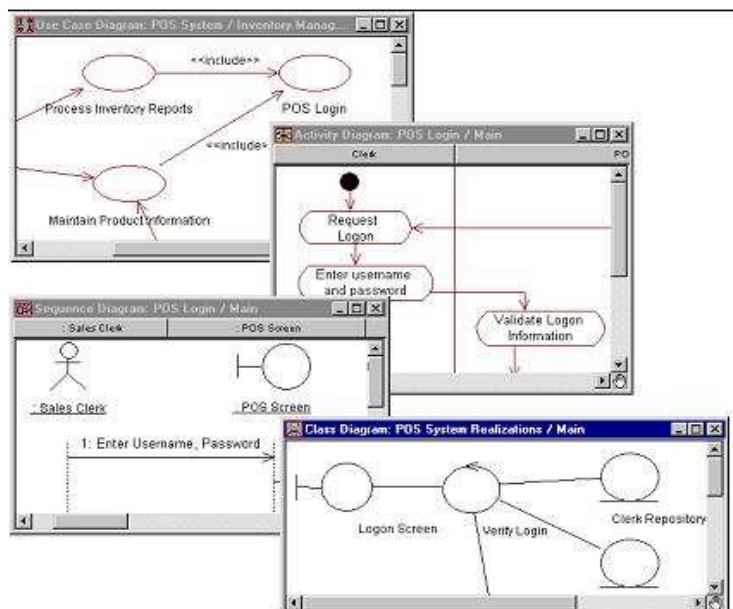 Use Case Diagram: POS System / Inventory Manag...
<<include>>
Process Inventory Reports
POS Login
<<include>
Maintain Product Information
Activity Diagram: POS Login / Main
Clerk
PO
Request
Logon
Enter username
and password
Validate Logon
Information
Sequence Diagram: POS Login / Main
: Sales Clerk
: POS Screen
: Sales Clerk
: POS Screen
1: Enter Username, Password
Class Diagram: POS System Realizations / Main
Logon Screen
Verify Login
Clerk Repository